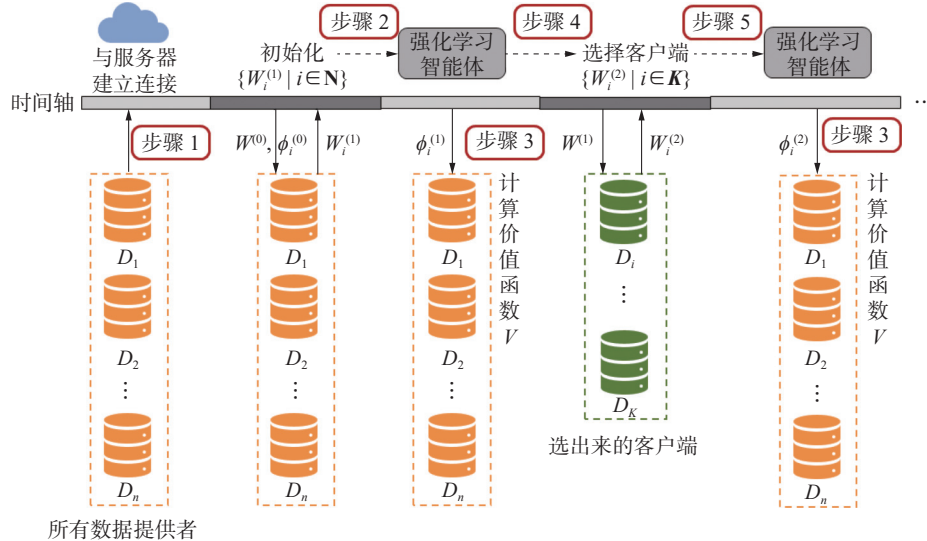 步骤 2
步骤 4
步骤 5
与服务器
建立连接
初始化
{W_i^{(1)} | i∈N}
强化学习
智能体
选择客户端
{W_i^{(2)} | i∈K}
强化学习
智能体
时间轴
…
步骤 1
W^{(0)}, ϕ_i^{(0)}
W_i^{(1)}
ϕ_i^{(1)}
步骤 3
W^{(1)}
W_i^{(2)}
ϕ_i^{(2)}
步骤 3
D_1
D_2
⋮
D_n
所有数据提供者
D_1
D_2
⋮
D_n
D_1
D_2
⋮
D_n
计算价值函数 V
D_i
⋮
D_K
选出来的客户端
D_1
D_2
⋮
D_n
计算价值函数 V